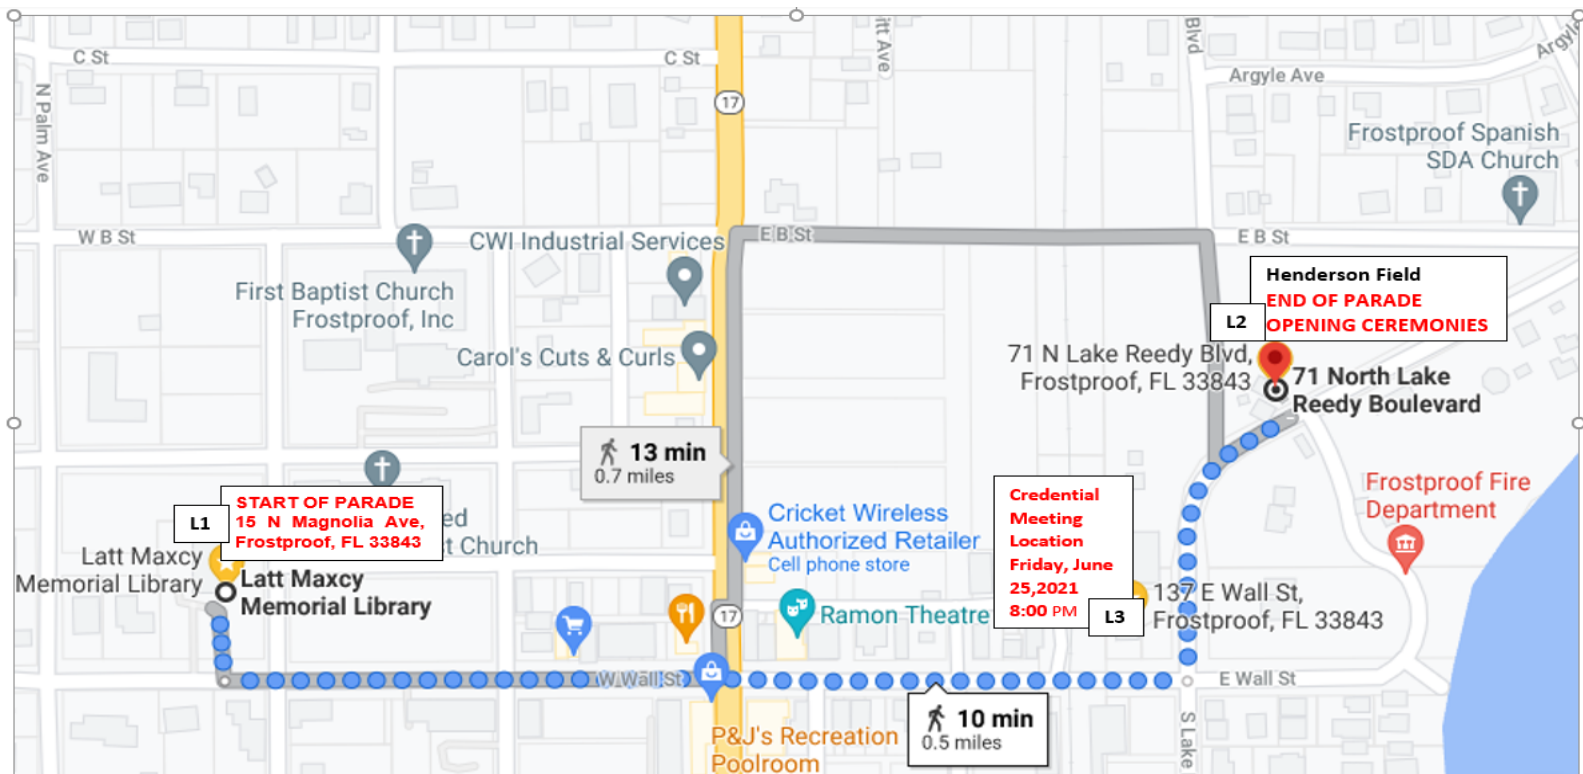 C St
C St
itt Ave
Blvd
Argyle Ave
Argyle
N Palm Ave
17
Frostproof Spanish
SDA Church
W B St
CWI Industrial Services
E B St
E B St
First Baptist Church
Frostproof, Inc
Henderson Field
END OF PARADE
OPENING CEREMONIES
L2
Carol's Cuts & Curls
71 N Lake Reedy Blvd,
Frostproof, FL 33843
71 North Lake
Reedy Boulevard
13 min
0.7 miles
START OF PARADE
15 N Magnolia Ave,
Frostproof, FL 33843
L1
ed
t Church
Cricket Wireless
Authorized Retailer
Cell phone store
Credential
Meeting
Location
Friday, June
25,2021
8:00 PM
L3
Frostproof Fire
Department
Latt Maxcy
Memorial Library
Latt Maxcy
Memorial Library
17
Ramon Theatre
137 E Wall St,
Frostproof, FL 33843
W Wall St
E Wall St
10 min
0.5 miles
S Lake
P&J's Recreation
Poolroom